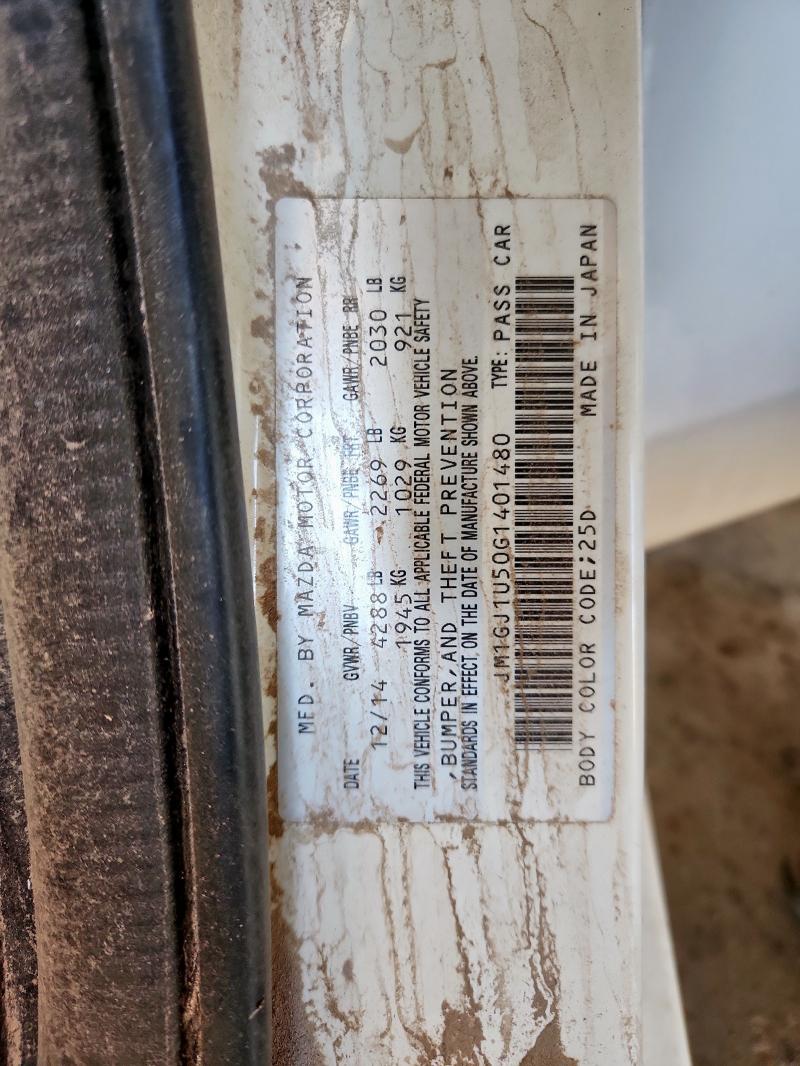 MFD. BY MAZDA MOTOR CORPORATION
DATE GVWR/PNBV GAWR/PNBE FRT GAWR/PNBE RR
12/14 4288 LB 2269 LB 2030 LB
1945 KG 1029 KG 921 KG
THIS VEHICLE CONFORMS TO ALL APPLICABLE FEDERAL MOTOR VEHICLE SAFETY
,BUMPER,AND THEFT PREVENTION
STANDARDS IN EFFECT, ON THE DATE OF MANUFACTURE SHOWN ABOVE.
JM1GJ1U50G1401480 TYPE: PASS CAR
BODY COLOR CODE;25D MADE IN JAPAN